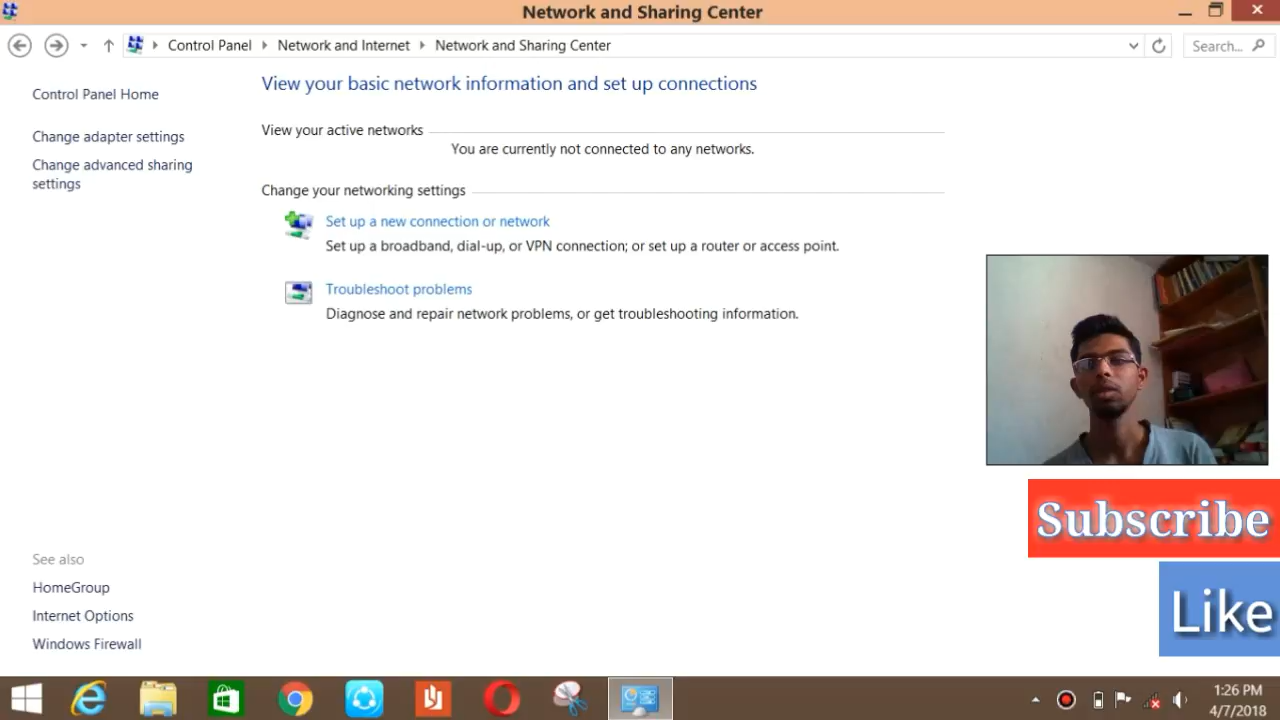 Network and Sharing Center
Control Panel Network and Internet Network and Sharing Center
Search...
Control Panel Home
Change adapter settings
Change advanced sharing
settings
View your basic network information and set up connections
View your active networks
You are currently not connected to any networks.
Change your networking settings
Set up a new connection or network
Set up a broadband, dial-up, or VPN connection; or set up a router or access point.
Troubleshoot problems
Diagnose and repair network problems, or get troubleshooting information.
Subscribe
Like
See also
HomeGroup
Internet Options
Windows Firewall
1:26 PM
4/7/2018